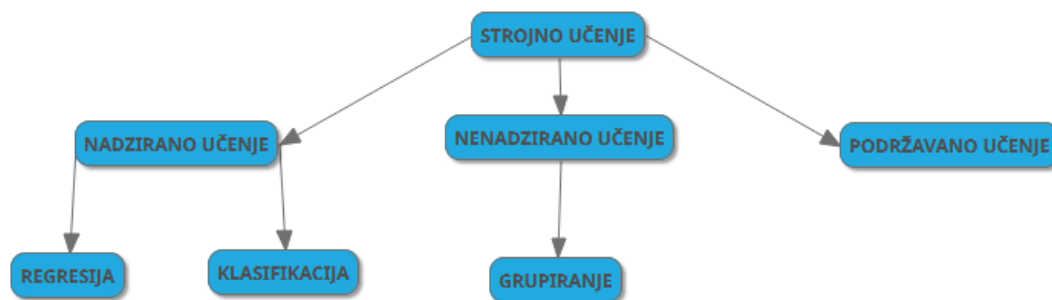 STROJNO UČENJE
NADZIRANO UČENJE
NENADZIRANO UČENJE
PODRŽAVANO UČENJE
REGRESIJA
KLASIFIKACIJA
GRUPIRANJE